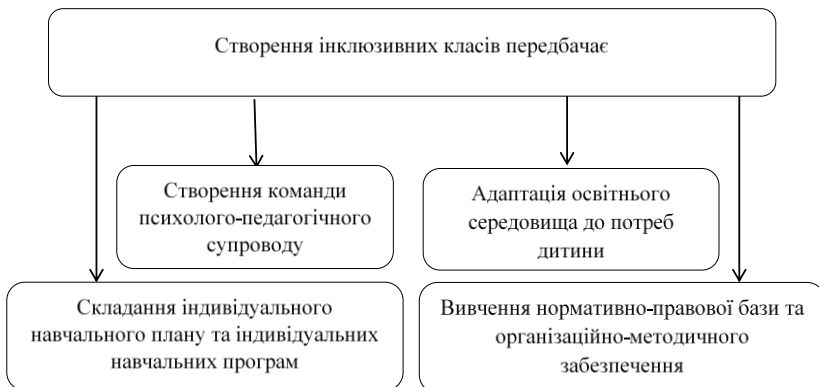 Створення інклюзивних класів передбачає
Створення команди
психолого-педагогічного
супроводу
Адаптація освітнього
середовища до потреб
дитини
Складання індивідуального
навчального плану та індивідуальних
навчальних програм
Вивчення нормативно-правової бази та
організаційно-методичного
забезпечення